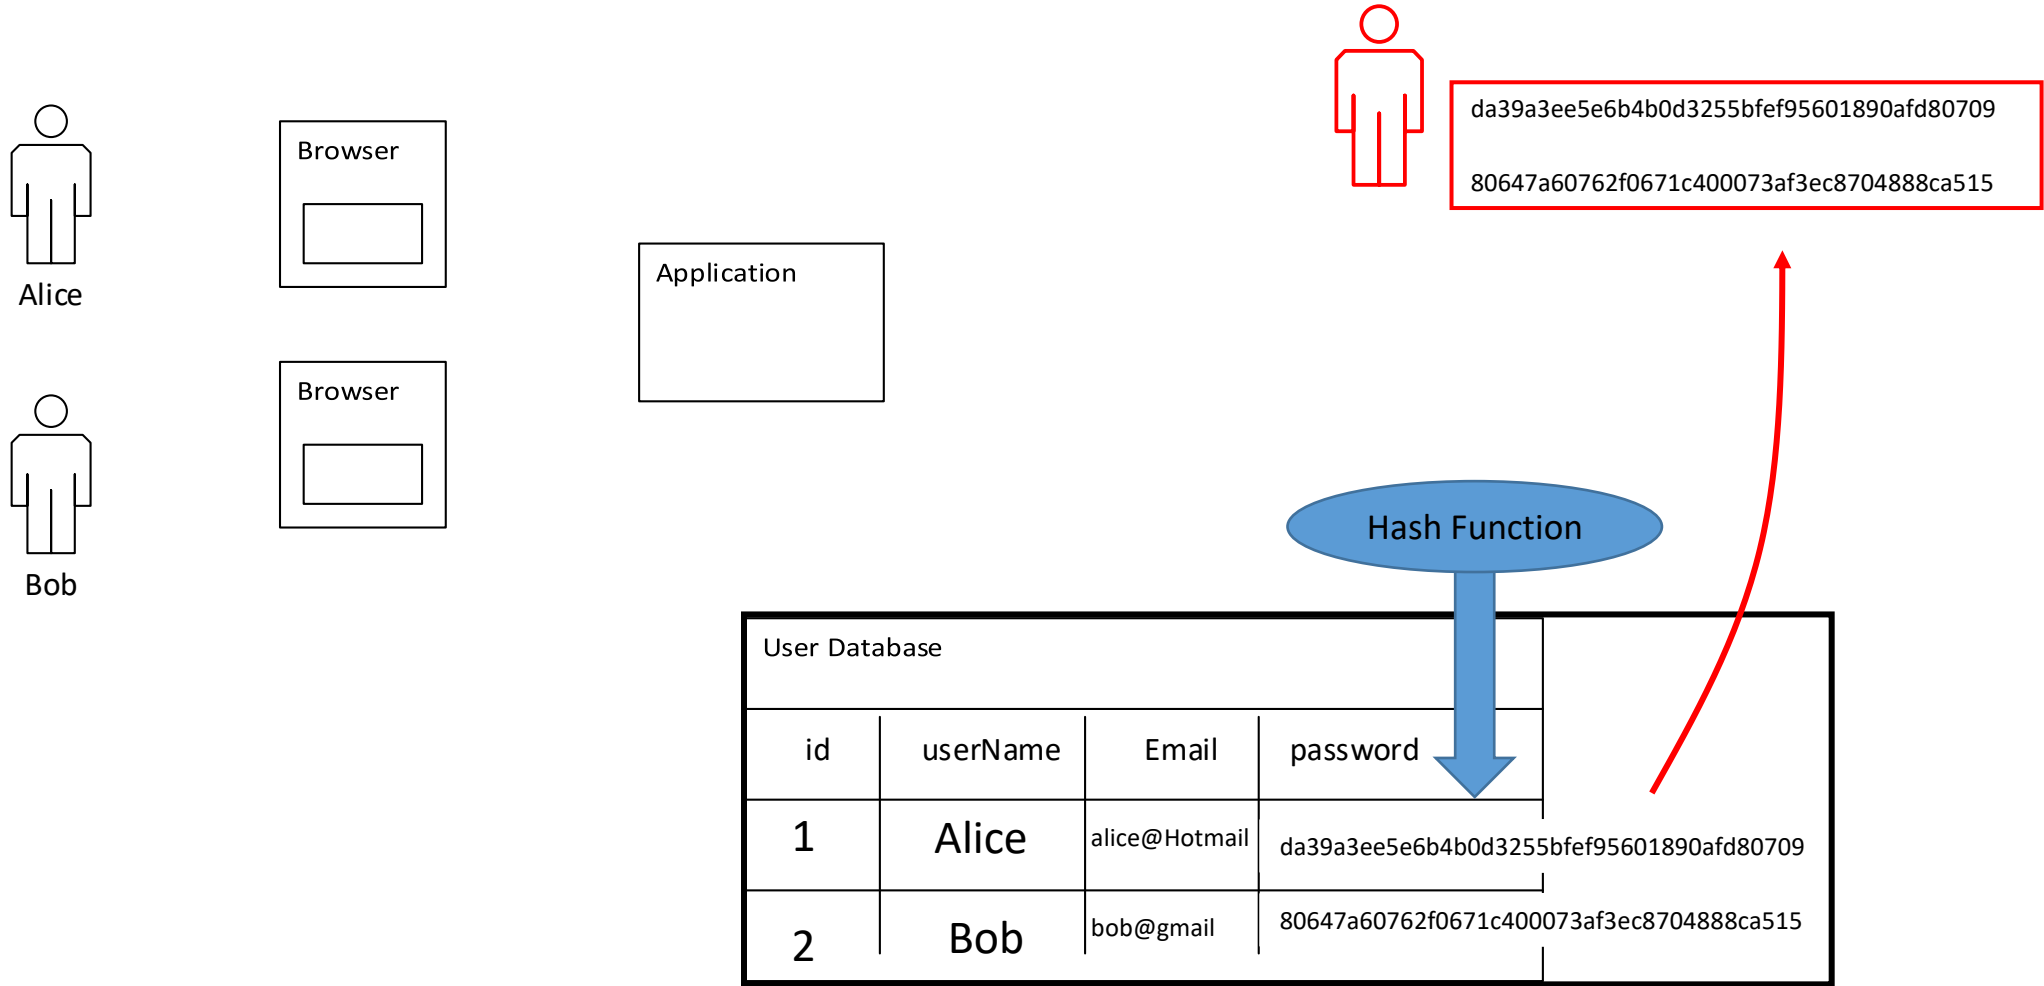 da39a3ee5e6b4b0d3255bfef95601890afd80709
80647a60762f0671c400073af3ec8704888ca515
Browser
Alice
Application
Browser
Bob
Hash Function
User Database
id userName Email password
1 Alice alice@Hotmail da39a3ee5e6b4b0d3255bfef95601890afd80709
2 Bob bob@gmail 80647a60762f0671c400073af3ec8704888ca515